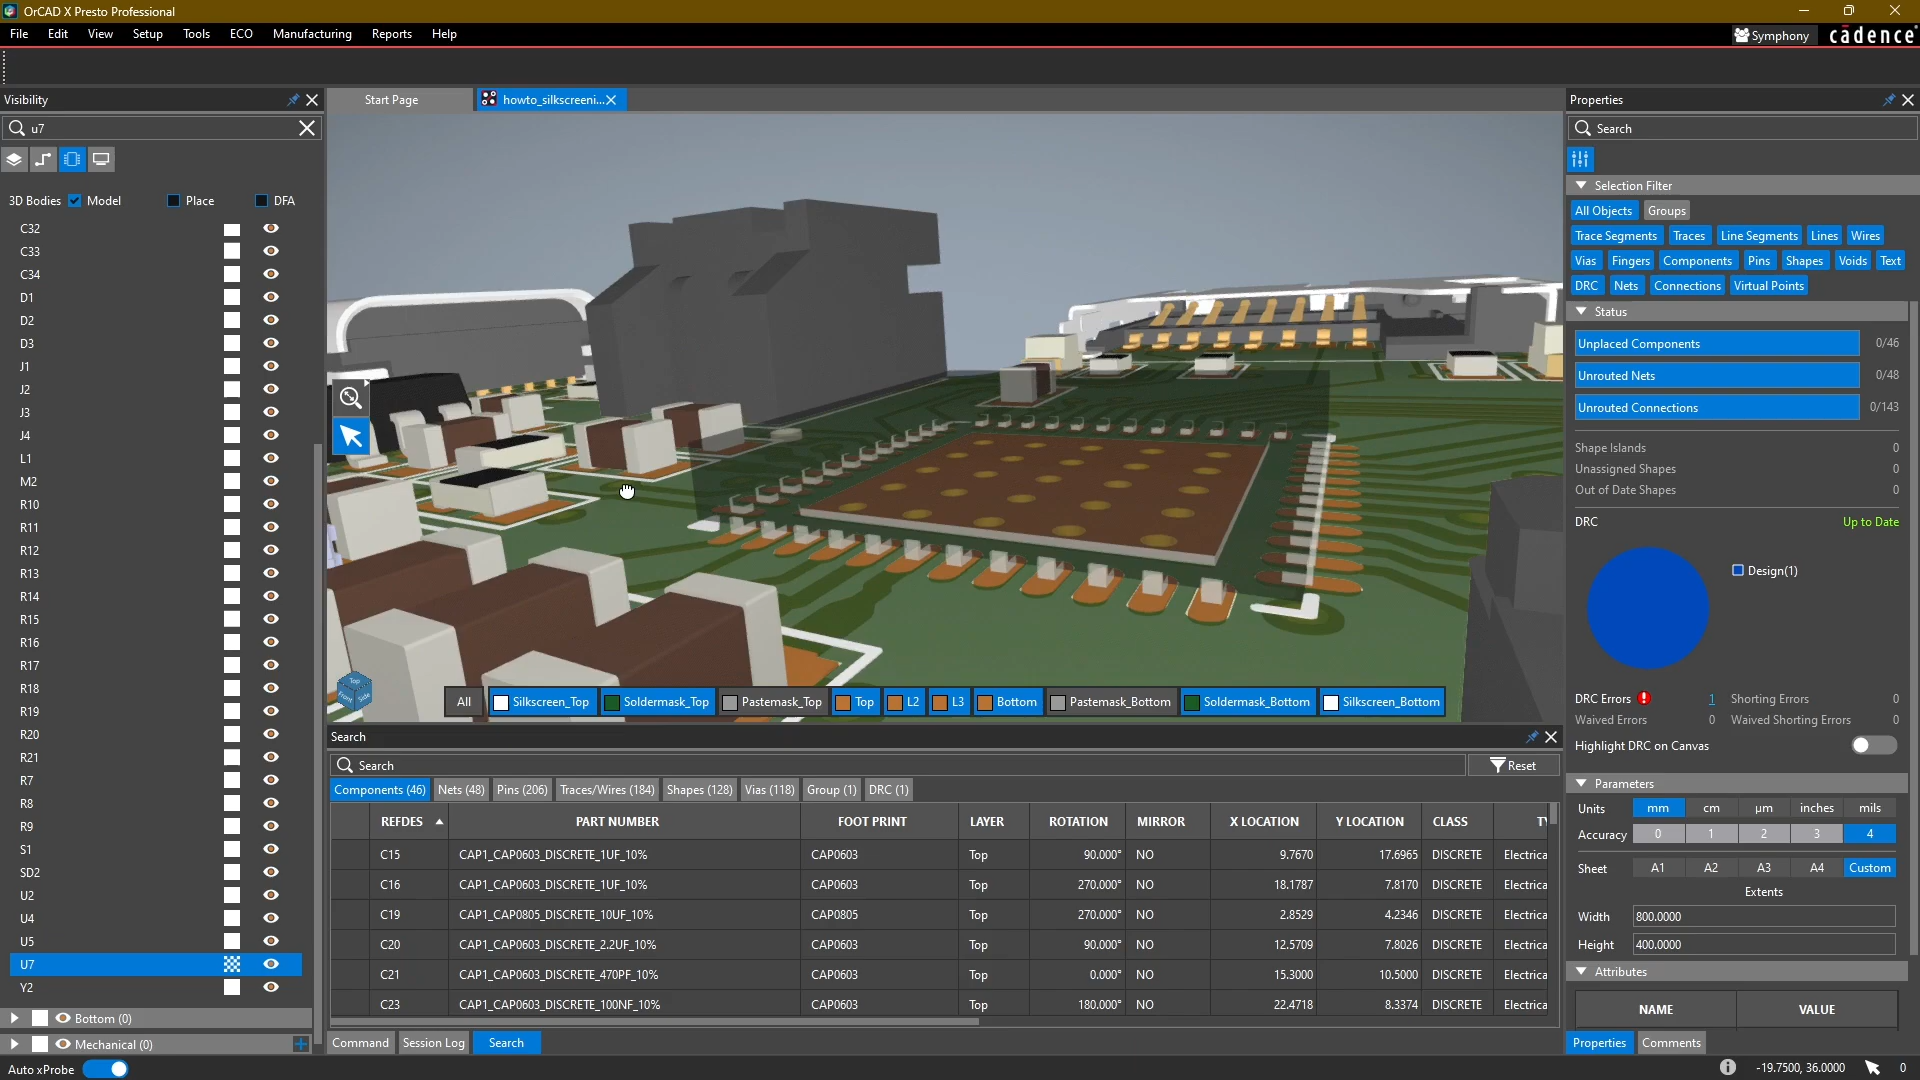 OrCAD X Presto Professional
File Edit View Setup Tools ECO Manufacturing Reports Help
Symphony cādence
Visibility
Start Page
howto_silkscreeni...
Properties
u7
Search
3D Bodies Model Place DFA
Selection Filter
All Objects Groups
Trace Segments Traces Line Segments Lines Wires
Vias Fingers Components Pins Shapes Voids Text
DRC Nets Connections Virtual Points
Status
Unplaced Components 0/46
Unrouted Nets 0/48
Unrouted Connections 0/143
Shape Islands 0
Unassigned Shapes 0
Out of Date Shapes 0
DRC Up to Date
Design(1)
DRC Errors 1 Shorting Errors 0
Waived Errors 0 Waived Shorting Errors 0
Highlight DRC on Canvas
Parameters
Units mm cm µm inches mils
Accuracy 0 1 2 3 4
Sheet A1 A2 A3 A4 Custom
Extents
Width 800.0000
Height 400.0000
Attributes
NAME VALUE
Properties Comments
C32
C33
C34
D1
D2
D3
J1
J2
J3
J4
L1
M2
R10
R11
R12
R13
R14
R15
R16
R17
R18
R19
R20
R21
R7
R8
R9
S1
SD2
U2
U4
U5
U7
Y2
Bottom (0)
Mechanical (0)
Auto xProbe
Top
Front Side
All Silkscreen_Top Soldermask_Top Pastemask_Top Top L2 L3 Bottom Pastemask_Bottom Soldermask_Bottom Silkscreen_Bottom
Search
Search Reset
Components (46) Nets (48) Pins (206) Traces/Wires (184) Shapes (128) Vias (118) Group (1) DRC (1)
REFDES PART NUMBER FOOT PRINT LAYER ROTATION MIRROR X LOCATION Y LOCATION CLASS
C15 CAP1_CAP0603_DISCRETE_1UF_10% CAP0603 Top 90.000° NO 9.7670 17.6965 DISCRETE Electrica
C16 CAP1_CAP0603_DISCRETE_1UF_10% CAP0603 Top 270.000° NO 18.1787 7.8170 DISCRETE Electrica
C19 CAP1_CAP0805_DISCRETE_10UF_10% CAP0805 Top 270.000° NO 2.8529 4.2346 DISCRETE Electrica
C20 CAP1_CAP0603_DISCRETE_2.2UF_10% CAP0603 Top 90.000° NO 12.5709 7.8026 DISCRETE Electrica
C21 CAP1_CAP0603_DISCRETE_470PF_10% CAP0603 Top 0.000° NO 15.3000 10.5000 DISCRETE Electrica
C23 CAP1_CAP0603_DISCRETE_100NF_10% CAP0603 Top 180.000° NO 22.4718 8.3374 DISCRETE Electrica
Command Session Log Search
-19.7500, 36.0000 0